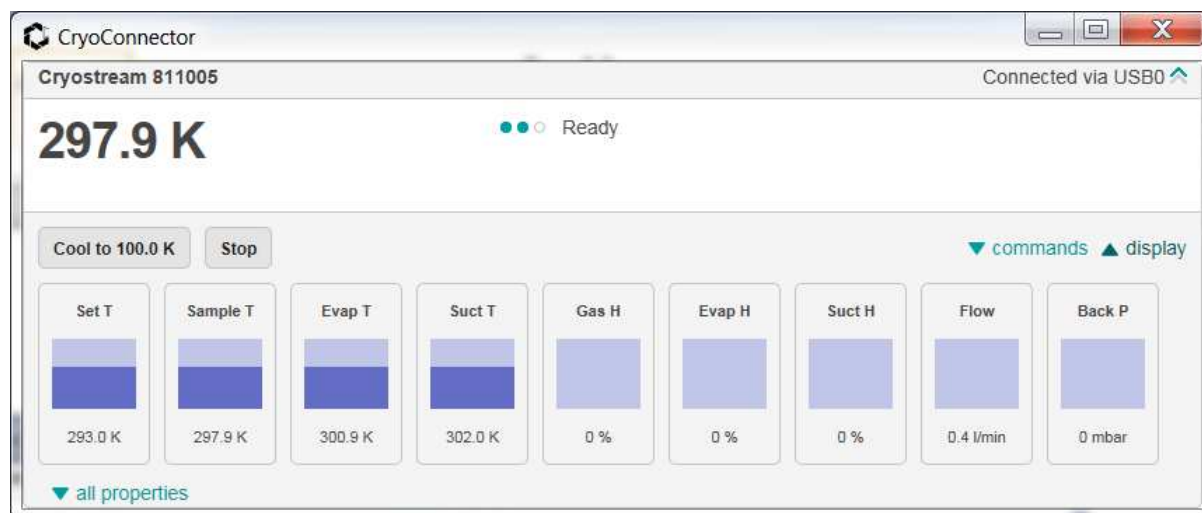 CryoConnector
Cryostream 811005 Connected via USB0
297.9 K Ready
Cool to 100.0 K Stop commands display
Set T Sample T Evap T Suct T Gas H Evap H Suct H Flow Back P
293.0 K 297.9 K 300.9 K 302.0 K 0 % 0 % 0 % 0.4 l/min 0 mbar
all properties